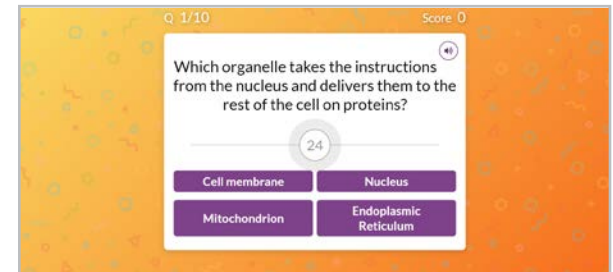 Q 1/10
Score 0
Which organelle takes the instructions
from the nucleus and delivers them to the
rest of the cell on proteins?
24
Cell membrane
Nucleus
Mitochondrion
Endoplasmic
Reticulum